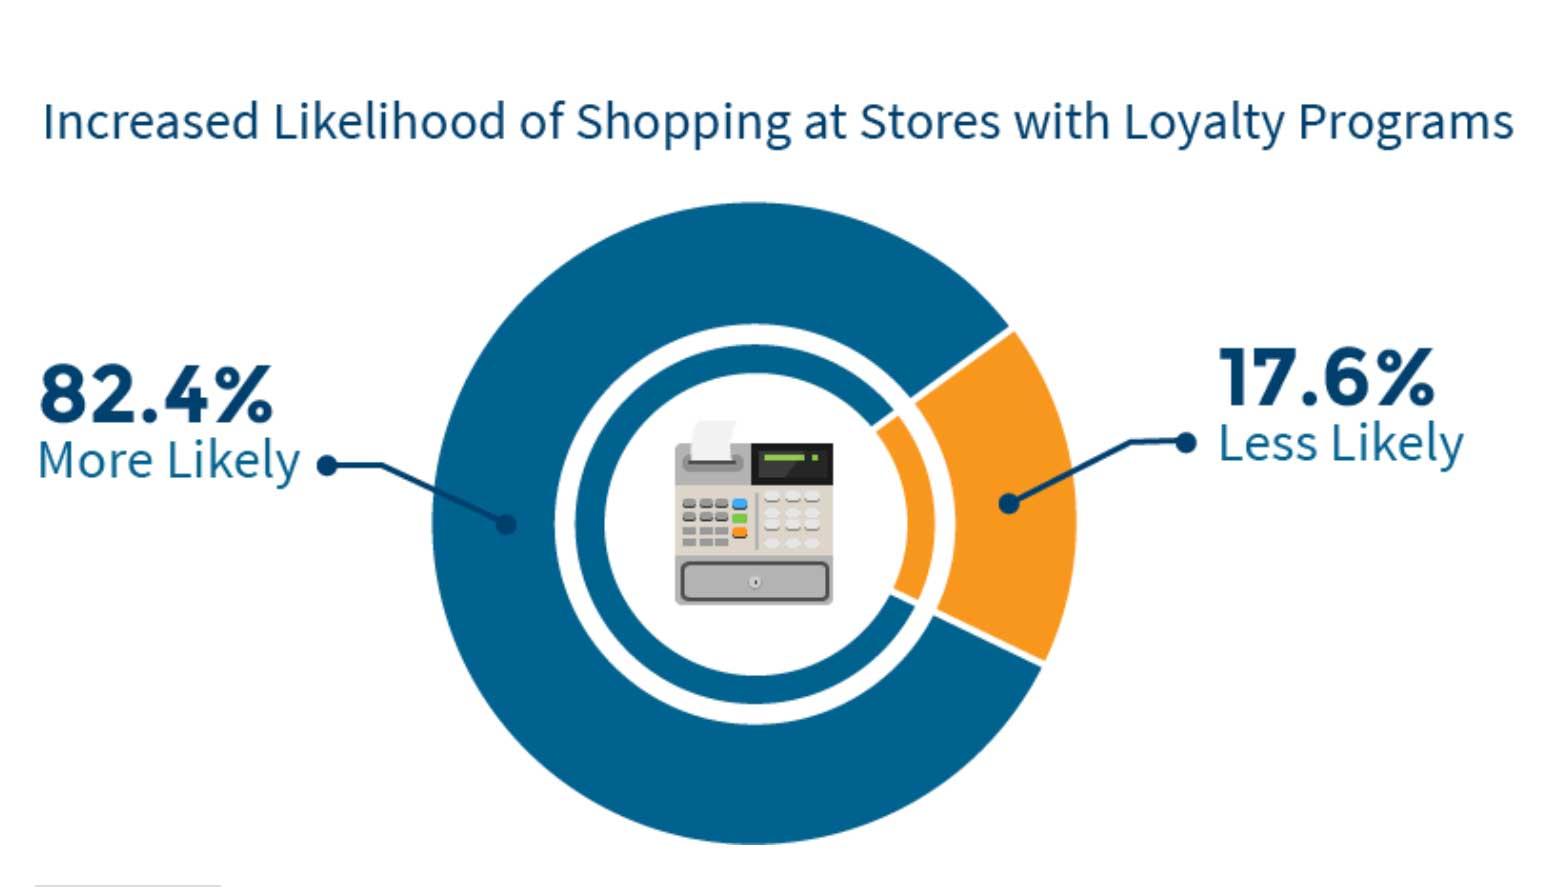 Increased Likelihood of Shopping at Stores with Loyalty Programs
82.4%
More Likely
17.6%
Less Likely